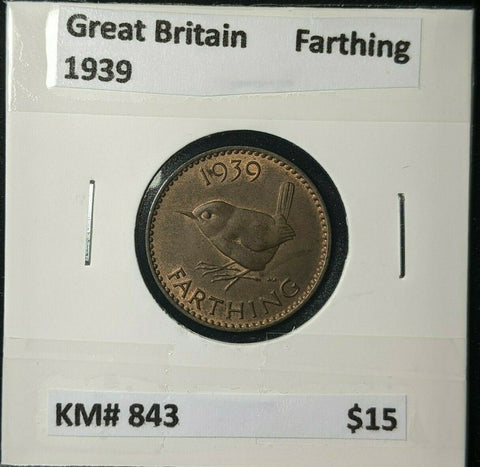 Great Britain Farthing
1939
1939
FARTHING
KM# 843 $15